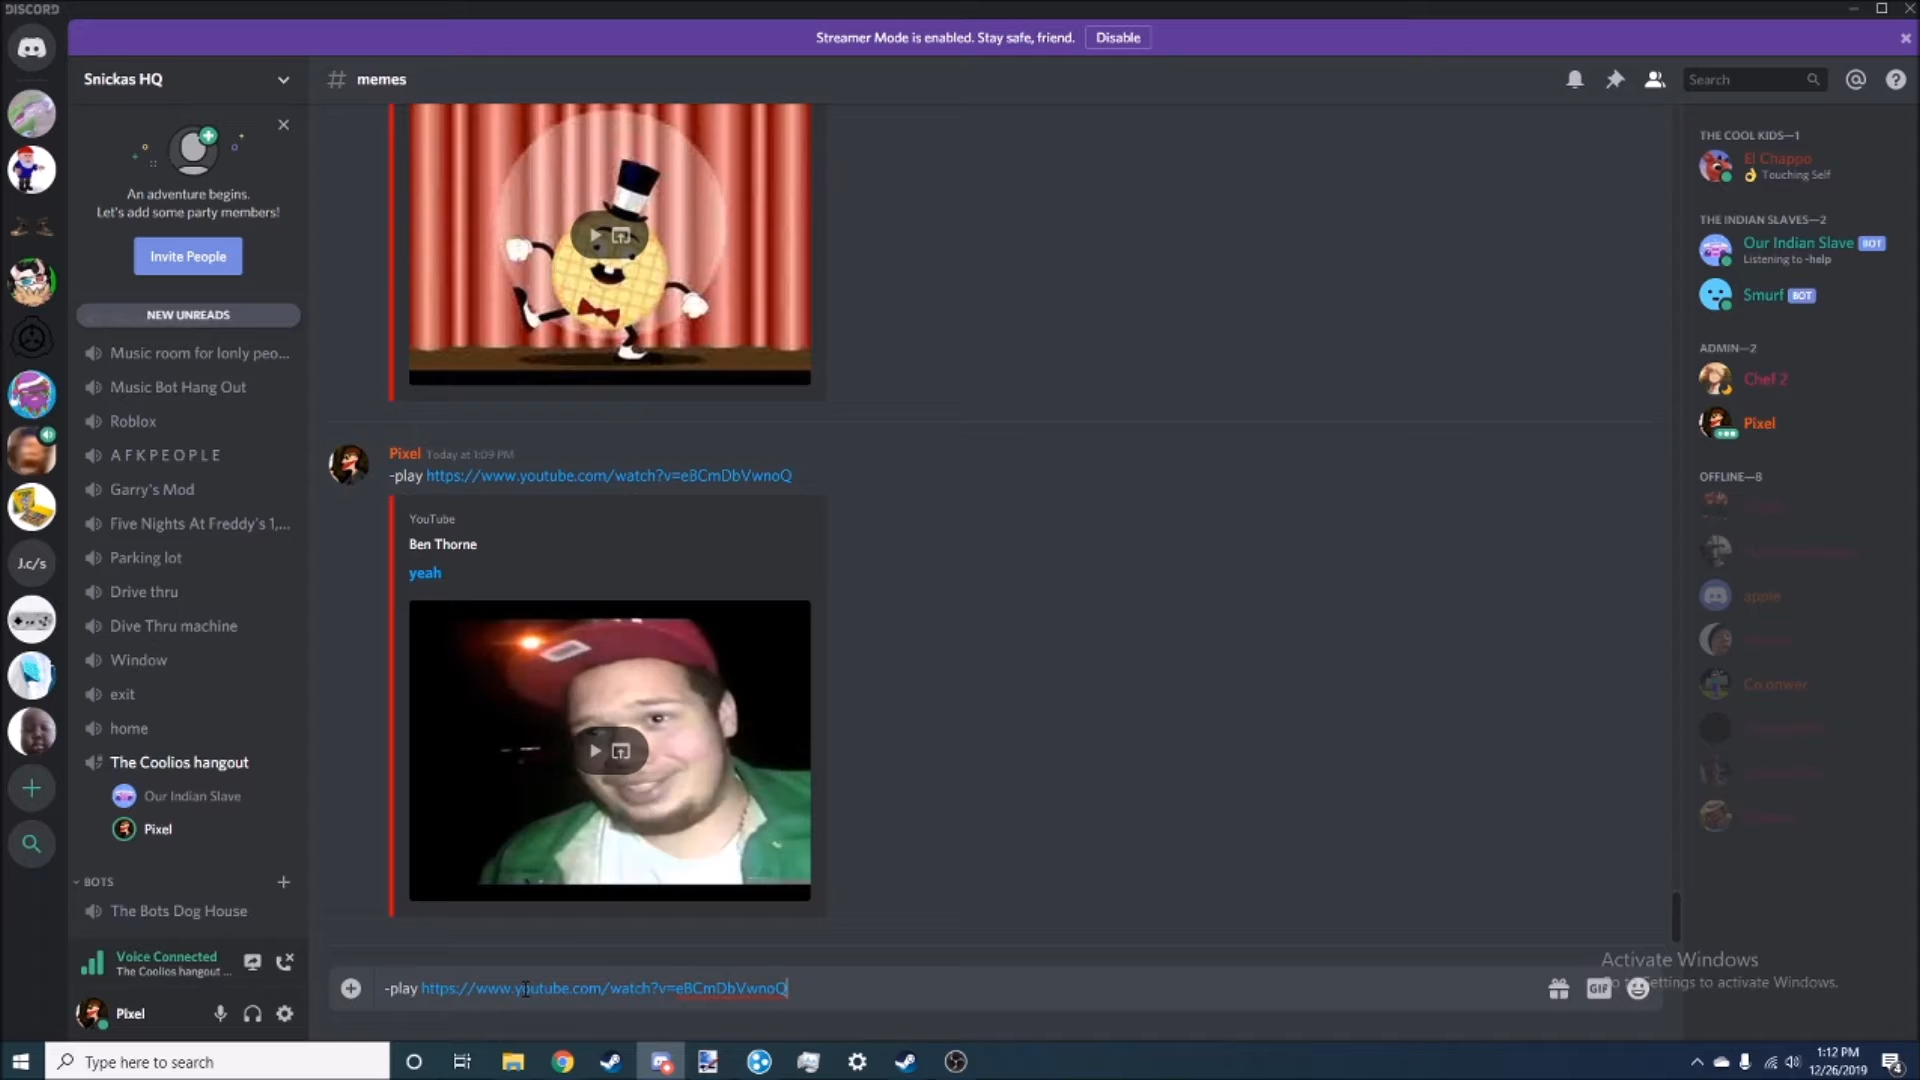 DISCORD
Streamer Mode is enabled. Stay safe, friend.
Disable
Snickas HQ
# memes
Search
An adventure begins.
Let's add some party members!
Invite People
NEW UNREADS
Music room for lonly peo...
Music Bot Hang Out
Roblox
A F K P E O P L E
Garry's Mod
Five Nights At Freddy's 1,...
Parking lot
Drive thru
Dive Thru machine
Window
exit
home
The Coolios hangout
Our Indian Slave
Pixel
BOTS
The Bots Dog House
Voice Connected
The Coolios hangout ...
Pixel
J.c/s
Pixel Today at 1:09 PM
-play https://www.youtube.com/watch?v=eBCmDbVwnoQ
YouTube
Ben Thorne
yeah
-play https://www.youtube.com/watch?v=eBCmDbVwnoQ
GIF
THE COOL KIDS—1
El Chappo
👌 Touching Self
THE INDIAN SLAVES—2
Our Indian Slave BOT
Listening to -help
Smurf BOT
ADMIN—2
Chef 2
Pixel
OFFLINE—8
apple
Co onwer
Activate Windows
Settings to activate Windows.
Type here to search
1:12 PM
12/26/2019
4